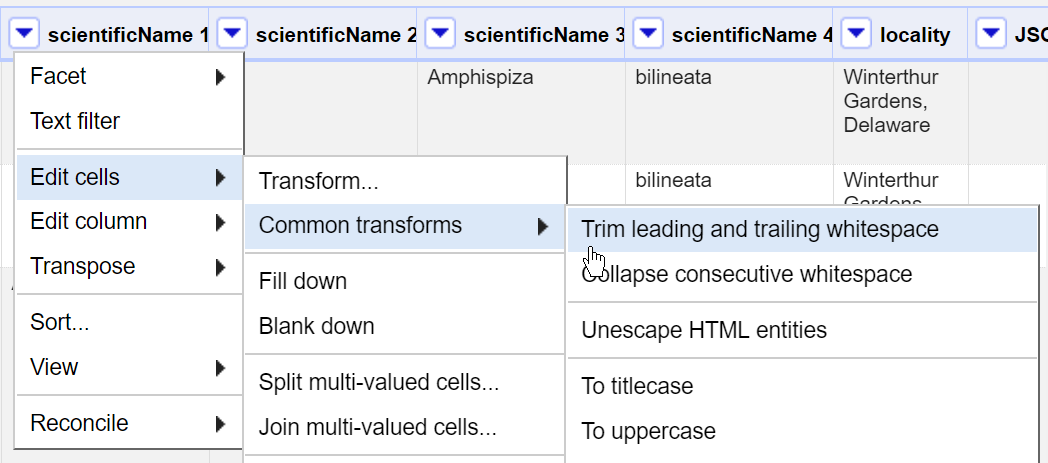 scientificName 1 scientificName 2 scientificName 3 scientificName 4 locality JSC
Facet
Text filter
Edit cells
Edit column
Transpose
Sort...
View
Reconcile
Transform...
Common transforms
Fill down
Blank down
Split multi-valued cells...
Join multi-valued cells...
Trim leading and trailing whitespace
Collapse consecutive whitespace
Unescape HTML entities
To titlecase
To uppercase
Amphispiza
bilineata
Winterthur
Gardens,
Delaware
bilineata
Winterthur
Gardens